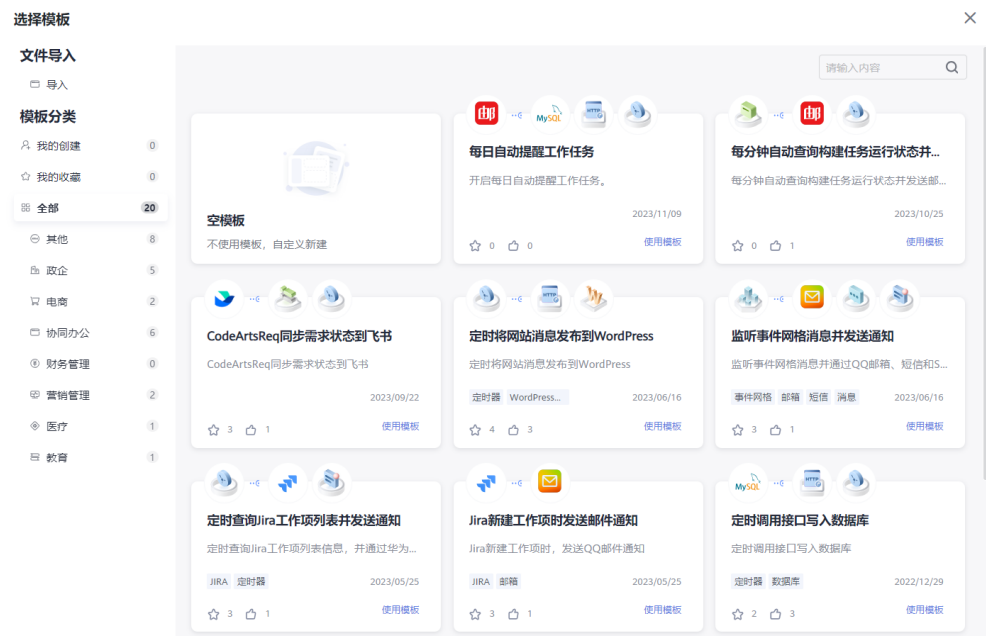 选择模板
文件导入
导入
模板分类
我的创建 0
我的收藏 0
全部 20
其他 8
政企 5
电商 2
协同办公 6
财务管理 0
营销管理 2
医疗 1
教育 1
请输入内容
空模板
不使用模板，自定义新建
邮 MySQL HTTP
每日自动提醒工作任务
开启每日自动提醒工作任务。
2023/11/09
0 0 使用模板
邮
每分钟自动查询构建任务运行状态并...
每分钟自动查询构建任务运行状态并发送邮...
2023/10/25
0 1 使用模板
CodeArtsReq同步需求状态到飞书
CodeArtsReq同步需求状态到飞书
2023/09/22
3 1 使用模板
HTTP
定时将网站消息发布到WordPress
定时将网站消息发布到WordPress
定时器 WordPress... 2023/06/16
4 3 使用模板
监听事件网格消息并发送通知
监听事件网格消息并通过QQ邮箱、短信和S...
事件网格 邮箱 短信 消息 2023/06/16
3 1 使用模板
定时查询Jira工作项列表并发送通知
定时查询Jira工作项列表信息，并通过华为...
JIRA 定时器 2023/05/25
3 1 使用模板
Jira新建工作项时发送邮件通知
Jira新建工作项时，发送QQ邮件通知
JIRA 邮箱 2023/05/25
3 1 使用模板
MySQL HTTP
定时调用接口写入数据库
定时调用接口写入数据库
定时器 数据库 2022/12/29
2 3 使用模板